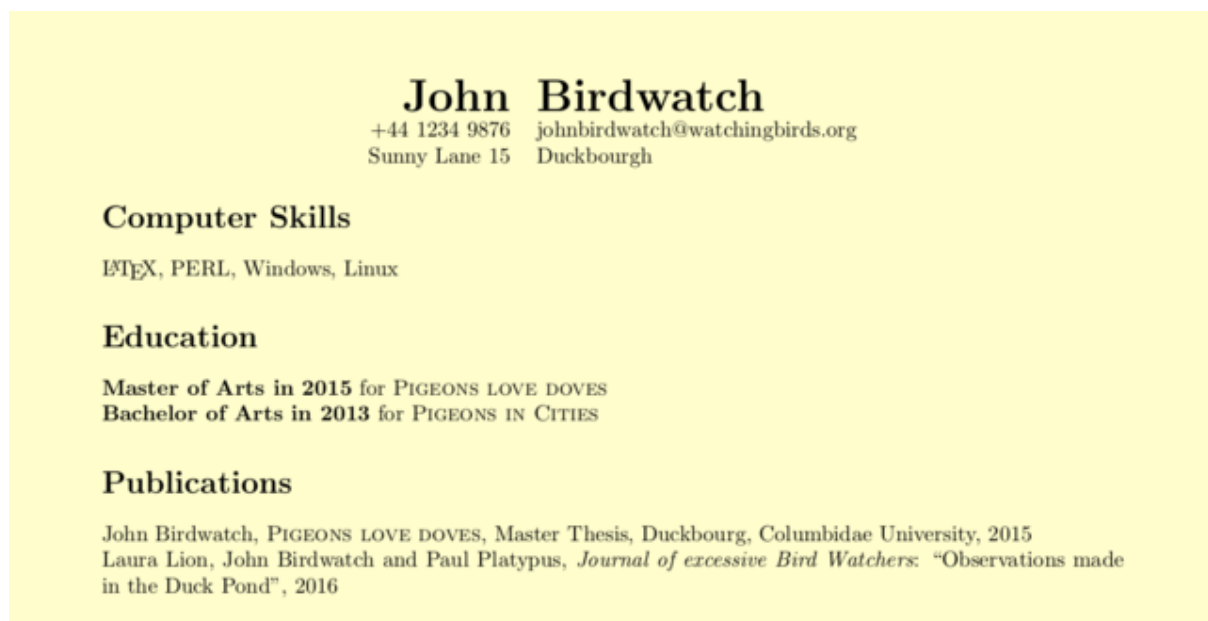 John Birdwatch
+44 1234 9876 johnbirdwatch@watchingbirds.org
Sunny Lane 15 Duckbourgh
Computer Skills
LATEX, PERL, Windows, Linux
Education
Master of Arts in 2015 for PIGEONS LOVE DOVES
Bachelor of Arts in 2013 for PIGEONS IN CITIES
Publications
John Birdwatch, PIGEONS LOVE DOVES, Master Thesis, Duckbourg, Columbidae University, 2015
Laura Lion, John Birdwatch and Paul Platypus, Journal of excessive Bird Watchers: “Observations made
in the Duck Pond”, 2016